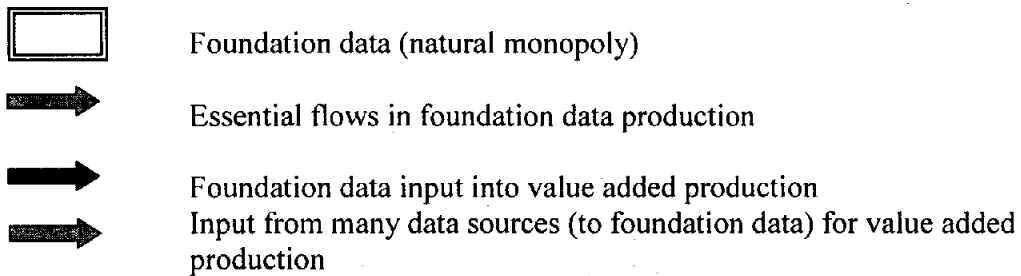 Foundation data (natural monopoly)
Essential flows in foundation data production
Foundation data input into value added production
Input from many data sources (to foundation data) for value added
production